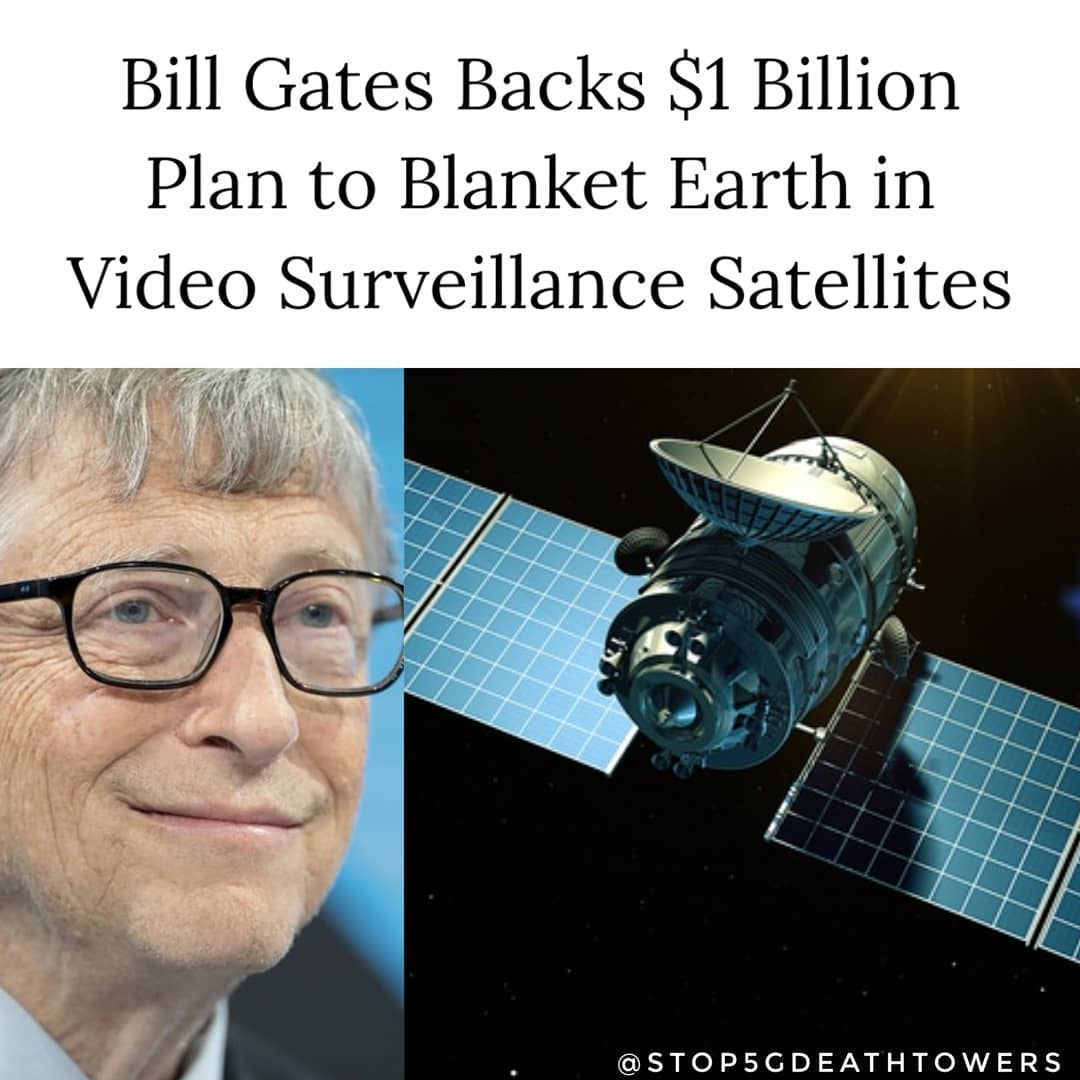 Bill Gates Backs $1 Billion
Plan to Blanket Earth in
Video Surveillance Satellites
@STOP5GDEATHTOWERS